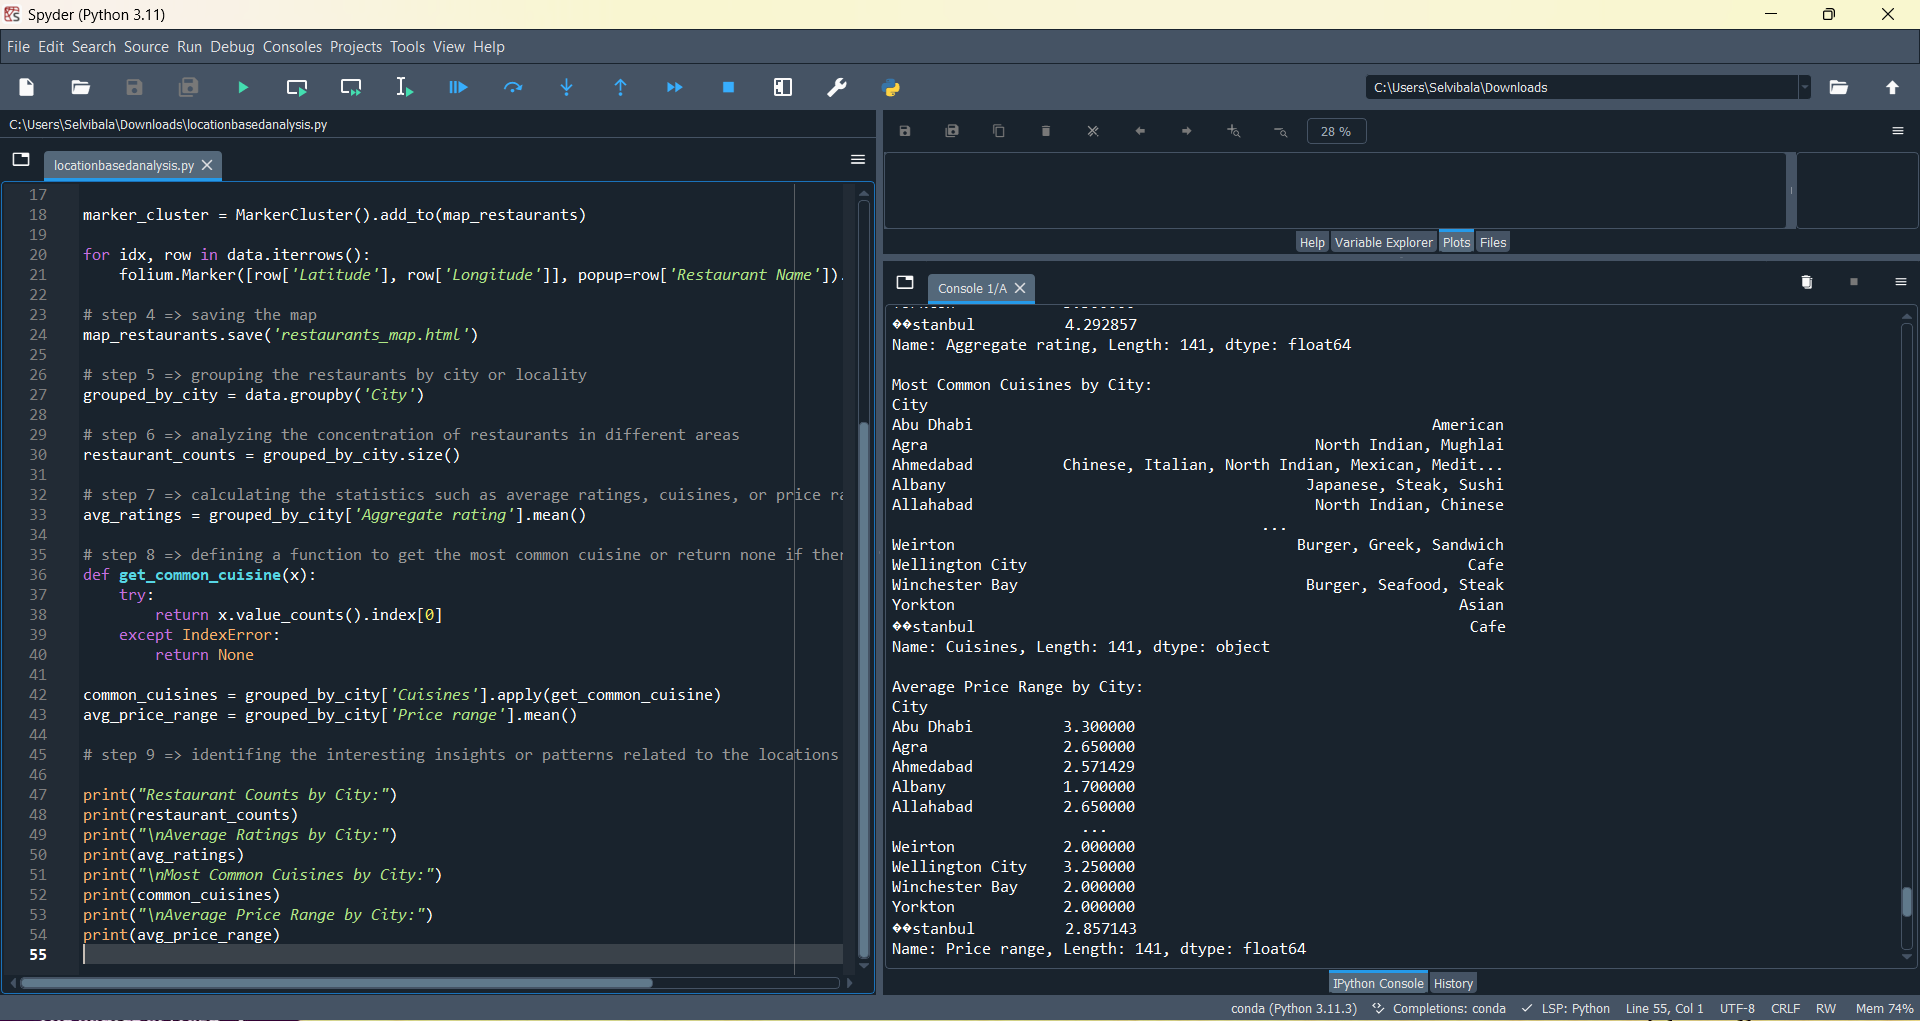 Spyder (Python 3.11)
File Edit Search Source Run Debug Consoles Projects Tools View Help
C:\Users\Selvibala\Downloads
C:\Users\Selvibala\Downloads\locationbasedanalysis.py
locationbasedanalysis.py
17
18 marker_cluster = MarkerCluster().add_to(map_restaurants)
19
20 for idx, row in data.iterrows():
21 folium.Marker([row['Latitude'], row['Longitude']], popup=row['Restaurant Name']).
22
23 # step 4 => saving the map
24 map_restaurants.save('restaurants_map.html')
25
26 # step 5 => grouping the restaurants by city or locality
27 grouped_by_city = data.groupby('City')
28
29 # step 6 => analyzing the concentration of restaurants in different areas
30 restaurant_counts = grouped_by_city.size()
31
32 # step 7 => calculating the statistics such as average ratings, cuisines, or price ra
33 avg_ratings = grouped_by_city['Aggregate rating'].mean()
34
35 # step 8 => defining a function to get the most common cuisine or return none if ther
36 def get_common_cuisine(x):
37 try:
38 return x.value_counts().index[0]
39 except IndexError:
40 return None
41
42 common_cuisines = grouped_by_city['Cuisines'].apply(get_common_cuisine)
43 avg_price_range = grouped_by_city['Price range'].mean()
44
45 # step 9 => identifing the interesting insights or patterns related to the locations
46
47 print("Restaurant Counts by City:")
48 print(restaurant_counts)
49 print("\nAverage Ratings by City:")
50 print(avg_ratings)
51 print("\nMost Common Cuisines by City:")
52 print(common_cuisines)
53 print("\nAverage Price Range by City:")
54 print(avg_price_range)
55
28 %
Help Variable Explorer Plots Files
Console 1/A
��stanbul 4.292857
Name: Aggregate rating, Length: 141, dtype: float64
Most Common Cuisines by City:
City
Abu Dhabi American
Agra North Indian, Mughlai
Ahmedabad Chinese, Italian, North Indian, Mexican, Medit...
Albany Japanese, Steak, Sushi
Allahabad North Indian, Chinese
...
Weirton Burger, Greek, Sandwich
Wellington City Cafe
Winchester Bay Burger, Seafood, Steak
Yorkton Asian
��stanbul Cafe
Name: Cuisines, Length: 141, dtype: object
Average Price Range by City:
City
Abu Dhabi 3.300000
Agra 2.650000
Ahmedabad 2.571429
Albany 1.700000
Allahabad 2.650000
...
Weirton 2.000000
Wellington City 3.250000
Winchester Bay 2.000000
Yorkton 2.000000
��stanbul 2.857143
Name: Price range, Length: 141, dtype: float64
IPython Console History
conda (Python 3.11.3) Completions: conda LSP: Python Line 55, Col 1 UTF-8 CRLF RW Mem 74%